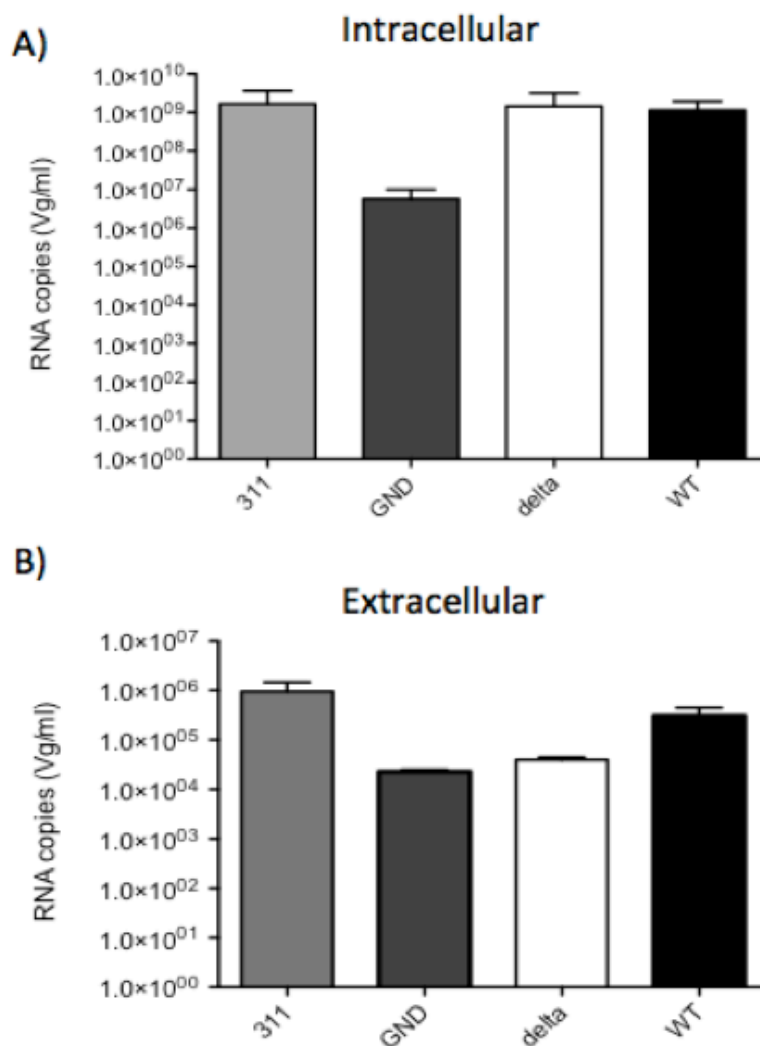 A)
Intracellular
RNA copies (Vg/ml)
1.0×10¹⁰
1.0×10⁰⁹
1.0×10⁰⁸
1.0×10⁰⁷
1.0×10⁰⁶
1.0×10⁰⁵
1.0×10⁰⁴
1.0×10⁰³
1.0×10⁰²
1.0×10⁰¹
1.0×10⁰⁰
311
GND
delta
WT
B)
Extracellular
RNA copies (Vg/ml)
1.0×10⁰⁷
1.0×10⁰⁶
1.0×10⁰⁵
1.0×10⁰⁴
1.0×10⁰³
1.0×10⁰²
1.0×10⁰¹
1.0×10⁰⁰
311
GND
delta
WT